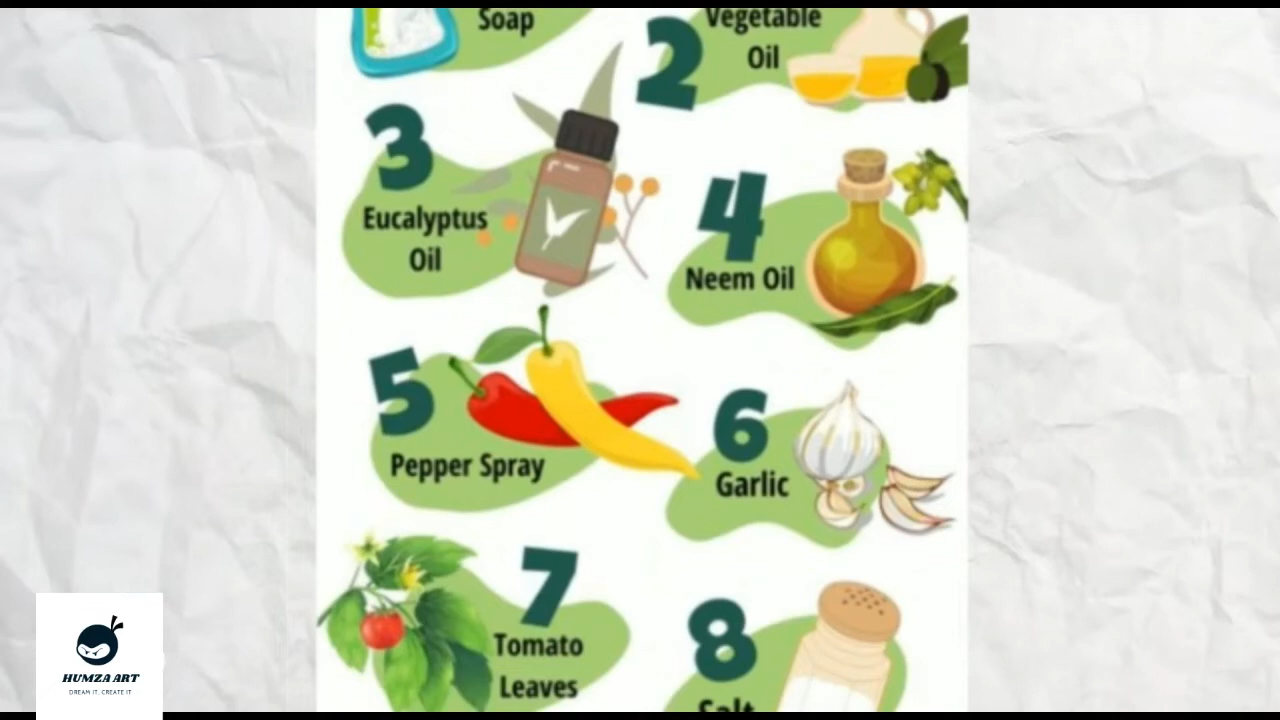 Soap
2
Vegetable
Oil
3
Eucalyptus
Oil
4
Neem Oil
5
Pepper Spray
6
Garlic
7
Tomato
Leaves
8
Salt
HUMZA ART
DREAM IT, CREATE IT